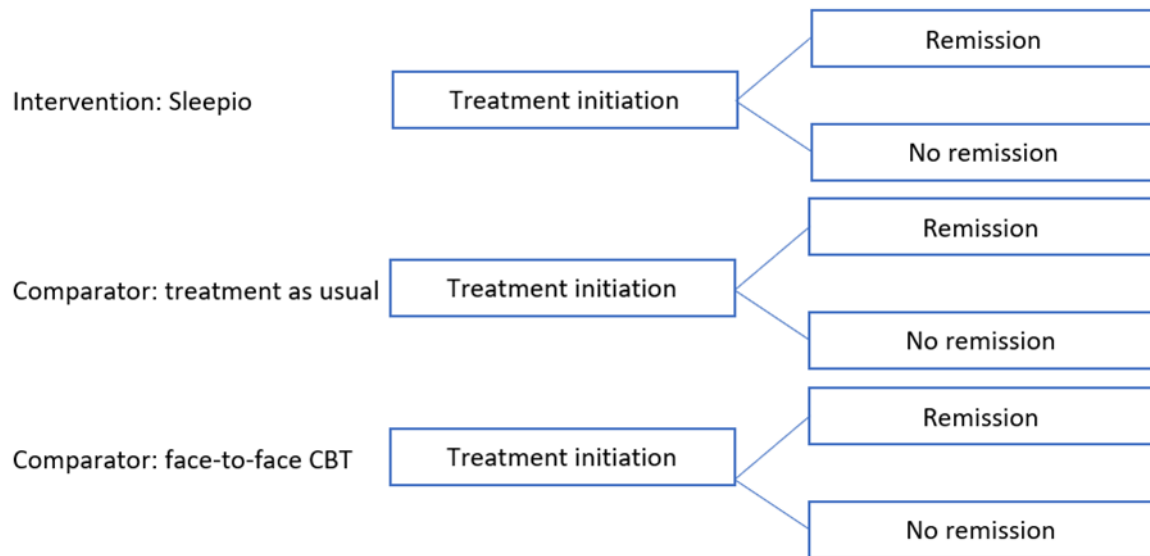 Remission
Intervention: Sleepio
Treatment initiation
No remission
Remission
Comparator: treatment as usual
Treatment initiation
No remission
Remission
Comparator: face-to-face CBT
Treatment initiation
No remission